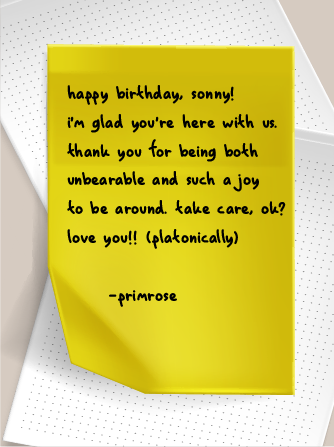 happy birthday, sonny!
i'm glad you're here with us.
thank you for being both
unbearable and such a joy
to be around. take care, ok?
love you!! (platonically)
-primrose